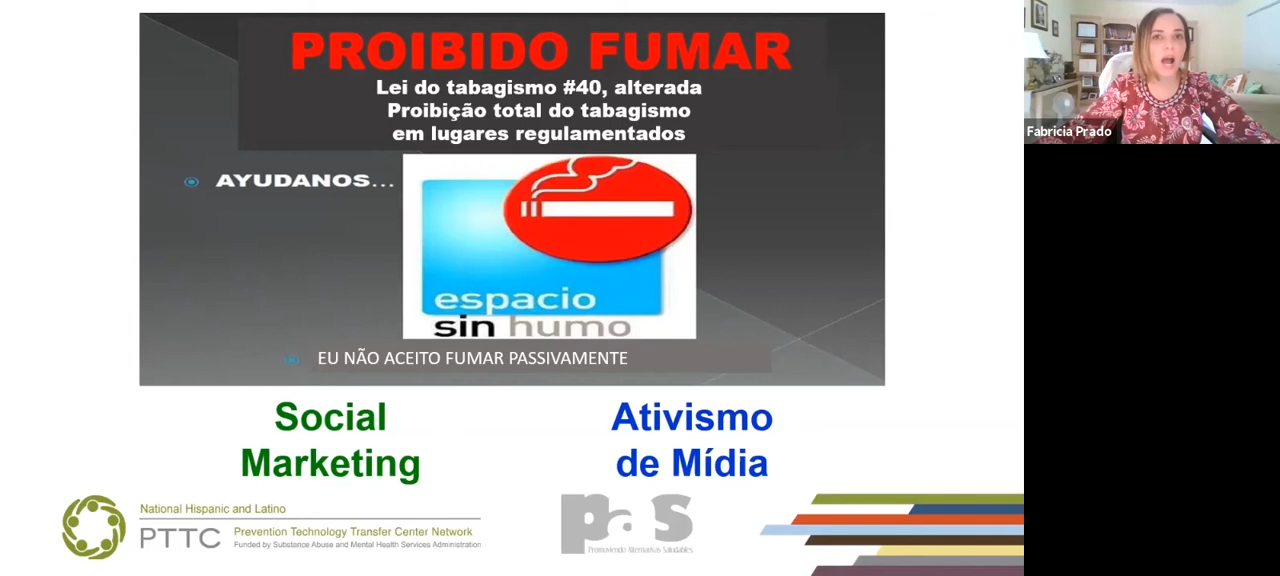 PROIBIDO FUMAR
Lei do tabagismo #40, alterada
Proibição total do tabagismo
em lugares regulamentados
AYUDANOS...
espacio
sin humo
EU NÃO ACEITO FUMAR PASSIVAMENTE
Social
Marketing
Ativismo
de Mídia
National Hispanic and Latino
PTTC
Prevention Technology Transfer Center Network
Funded by Substance Abuse and Mental Health Services Administration
pas
Promoviendo Alternativas Saludables
Fabricia Prado